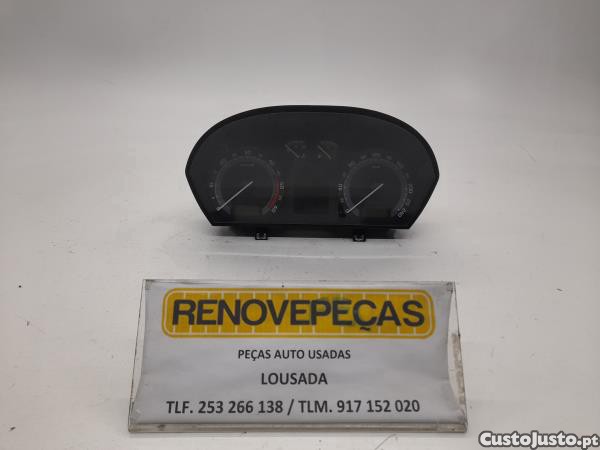 RENOVEPEÇAS
PEÇAS AUTO USADAS
LOUSADA
TLF. 253 266 138 / TLM. 917 152 020
CustoJusto.pt